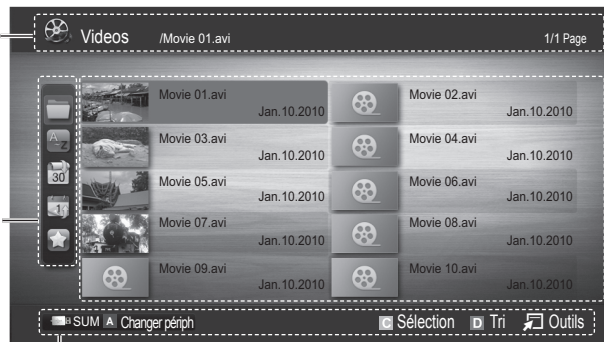 Videos /Movie 01.avi 1/1 Page
Movie 01.avi Movie 02.avi
Jan.10.2010 Jan.10.2010
A Z
Movie 03.avi Movie 04.avi
Jan.10.2010 Jan.10.2010
30
Movie 05.avi Movie 06.avi
Jan.10.2010 Jan.10.2010
1
Movie 07.avi Movie 08.avi
Jan.10.2010 Jan.10.2010
Movie 09.avi Movie 10.avi
Jan.10.2010 Jan.10.2010
SUM A Changer périph C Sélection D Tri Outils